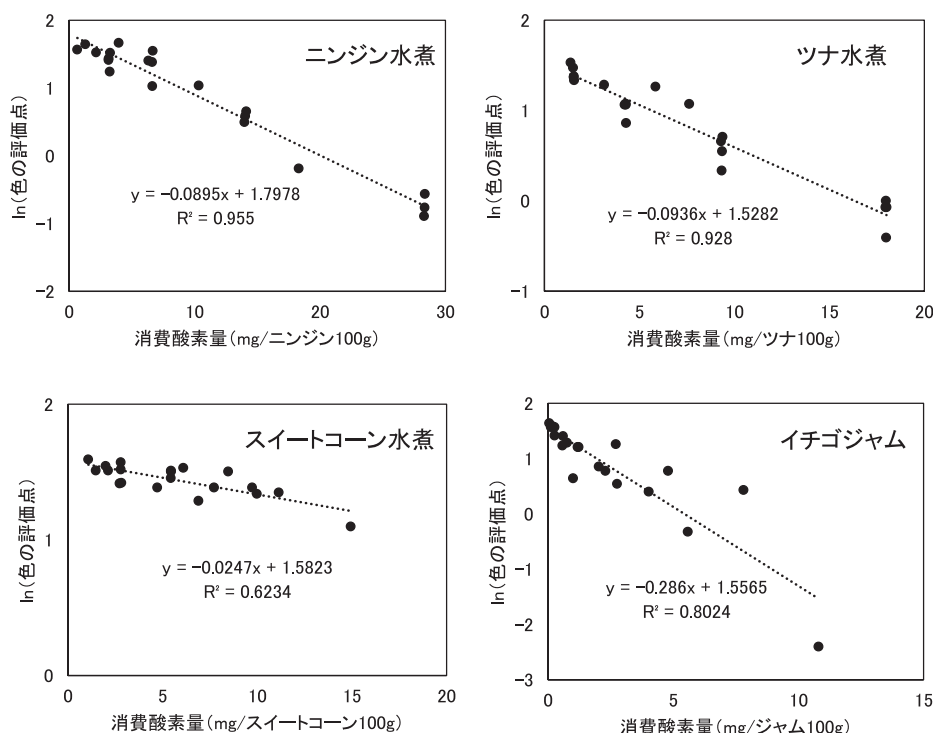 ニンジン水煮
2
1
0
−1
−2
ln(色の評価点)
y = −0.0895x + 1.7978
R² = 0.955
0 10 20 30
消費酸素量(mg/ニンジン100g)
ツナ水煮
2
1
0
−1
ln(色の評価点)
y = −0.0936x + 1.5282
R² = 0.928
0 5 10 15 20
消費酸素量(mg/ツナ100g)
スイートコーン水煮
2
1
0
ln(色の評価点)
y = −0.0247x + 1.5823
R² = 0.6234
0 5 10 15 20
消費酸素量(mg/スイートコーン100g)
イチゴジャム
2
1
0
−1
−2
−3
ln(色の評価点)
y = −0.286x + 1.5565
R² = 0.8024
0 5 10 15
消費酸素量(mg/ジャム100g)